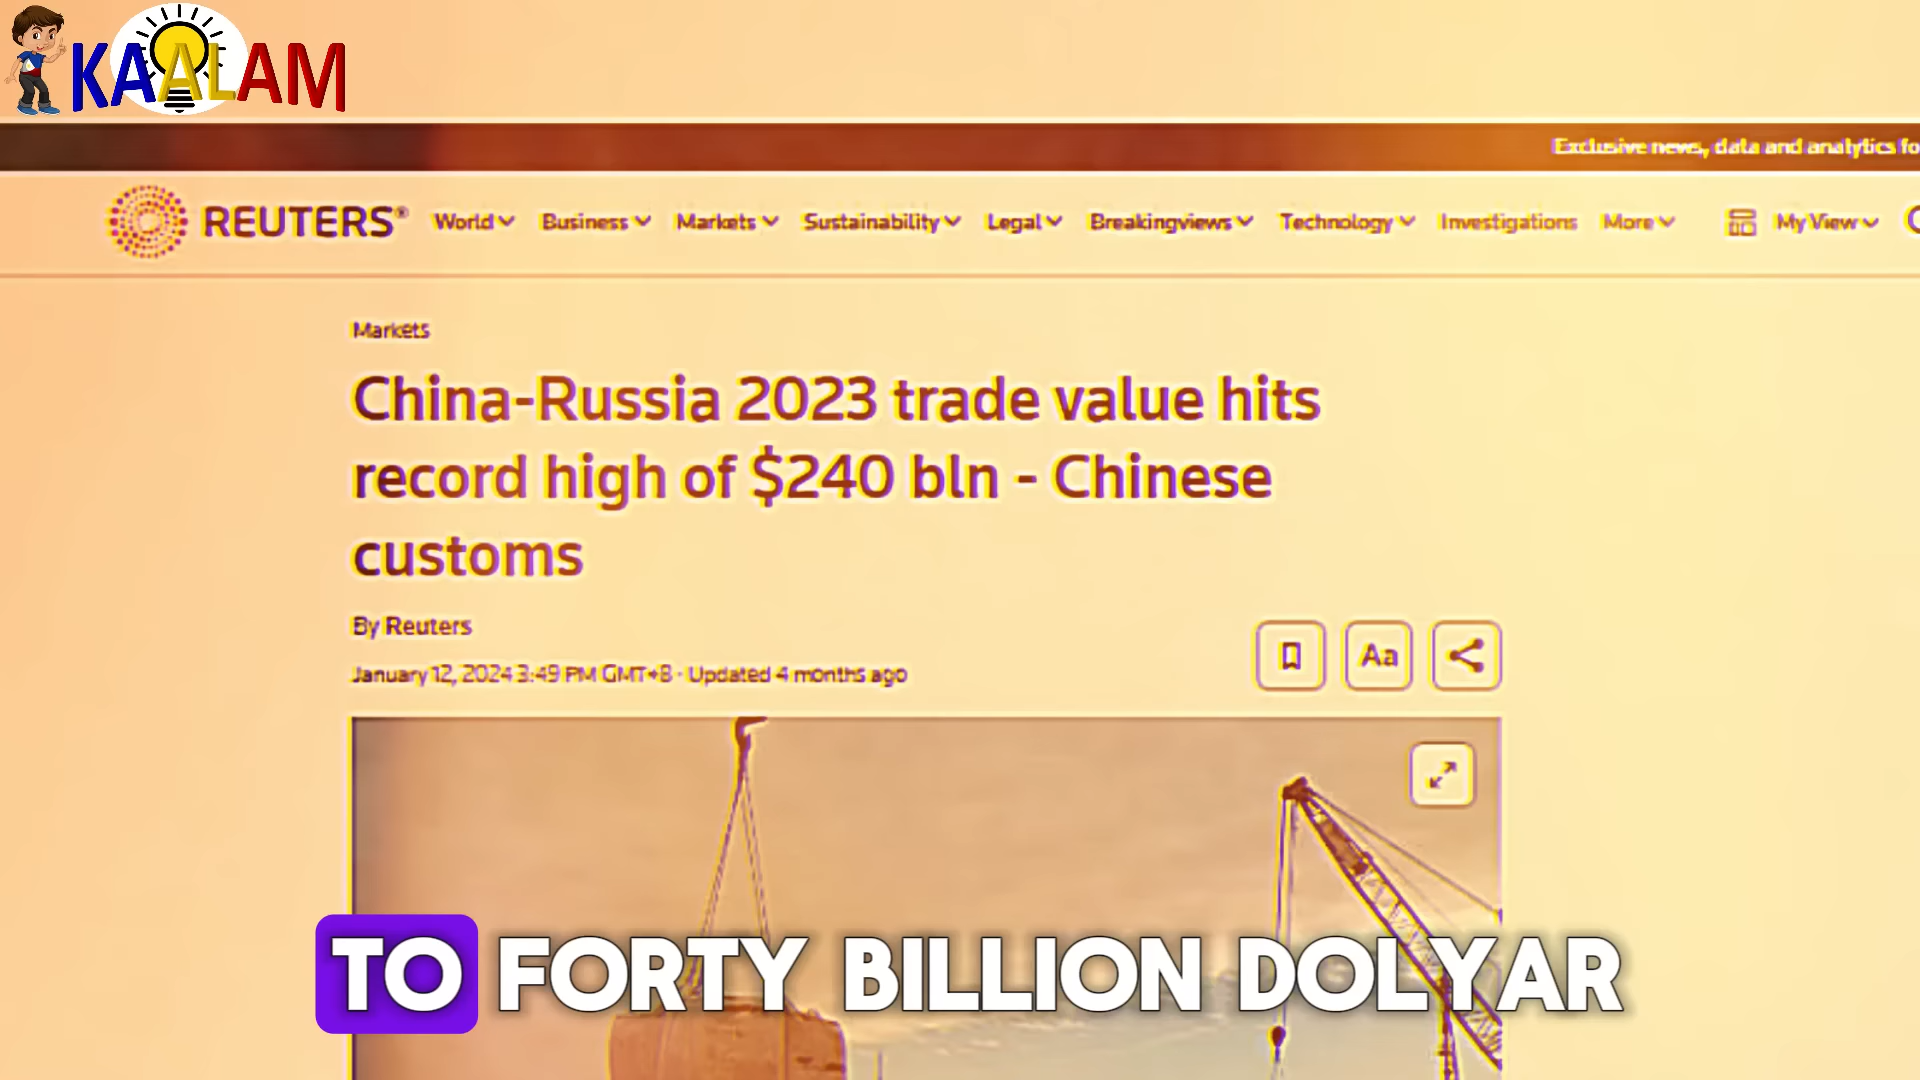 KAALAM
Exclusive news, data and analytics fo
REUTERS®
World Business Markets Sustainability Legal Breakingviews Technology Investigations More My View
Markets
China-Russia 2023 trade value hits
record high of $240 bln - Chinese
customs
By Reuters
January 12, 2024 3:49 PM GMT+8 · Updated 4 months ago
Aa
TO FORTY BILLION DOLYAR